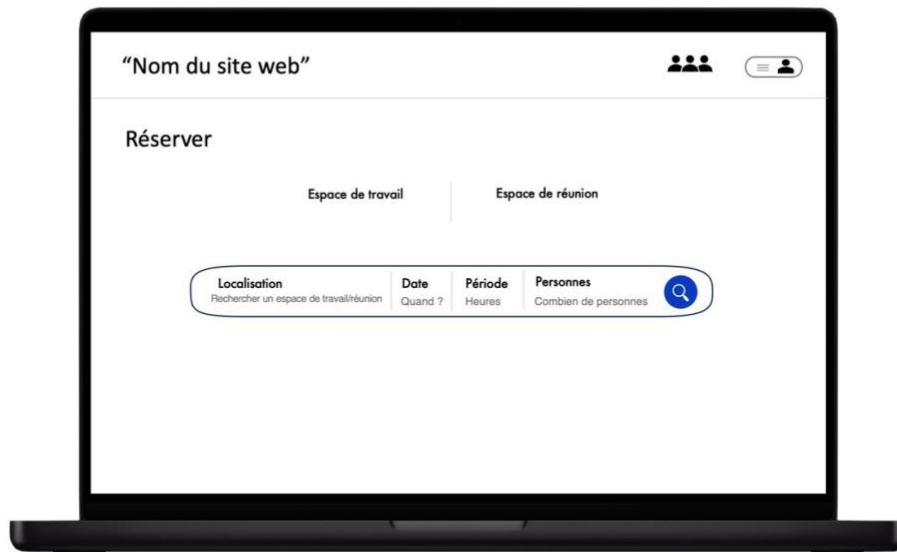 “Nom du site web”
Réserver
Espace de travail
Espace de réunion
Localisation
Rechercher un espace de travail/réunion
Date
Quand ?
Période
Heures
Personnes
Combien de personnes